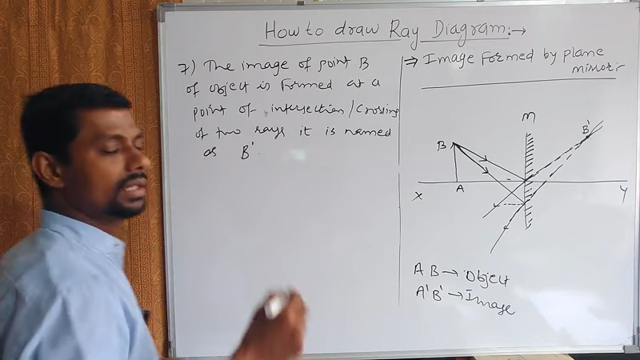 How to draw Ray Diagram:→
7) The image of point B
of object is formed at a
point of intersection/crossing
of two rays it is named
as B'.
⇒ Image formed by plane
mirror:
M
B'
B
X
A
Y
AB → Object
A'B' → Image